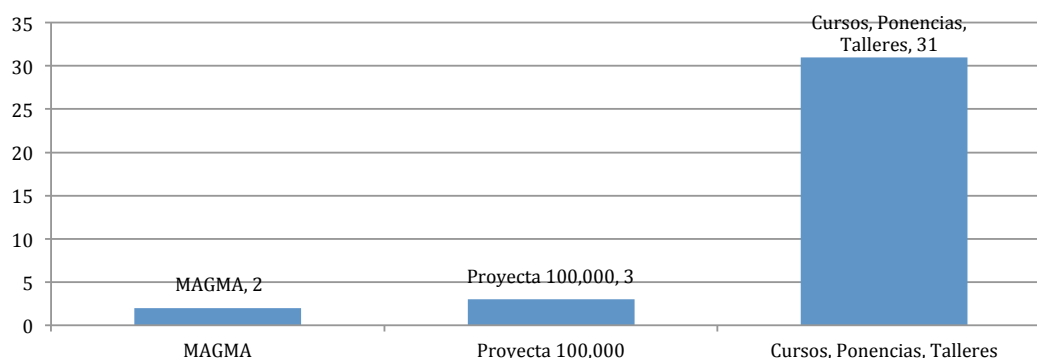 35
30
25
20
15
10
5
0
Cursos, Ponencias,
Talleres, 31
MAGMA, 2
Proyecta 100,000, 3
MAGMA
Proyecta 100,000
Cursos, Ponencias, Talleres